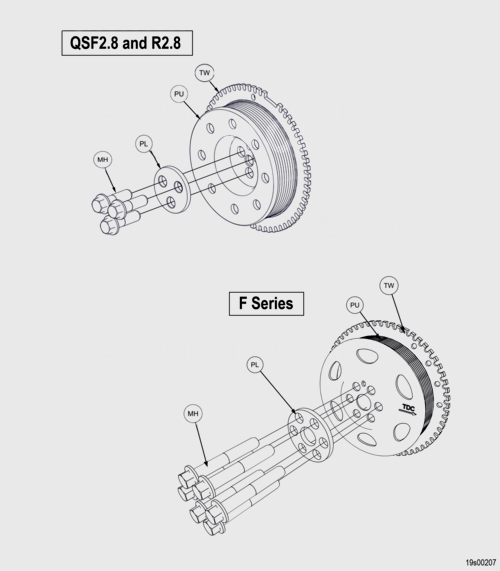 QSF2.8 and R2.8
TW
PU
PL
MH
F Series
TW
PU
PL
MH
TDC
19s00207